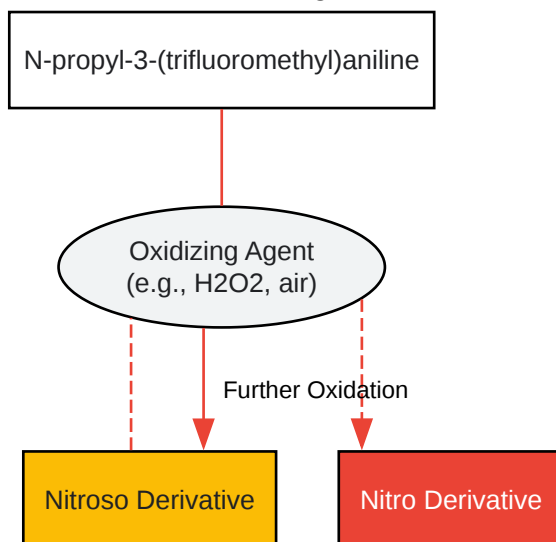 N-propyl-3-(trifluoromethyl)aniline
Oxidizing Agent
(e.g., H2O2, air)
Further Oxidation
Nitroso Derivative
Nitro Derivative